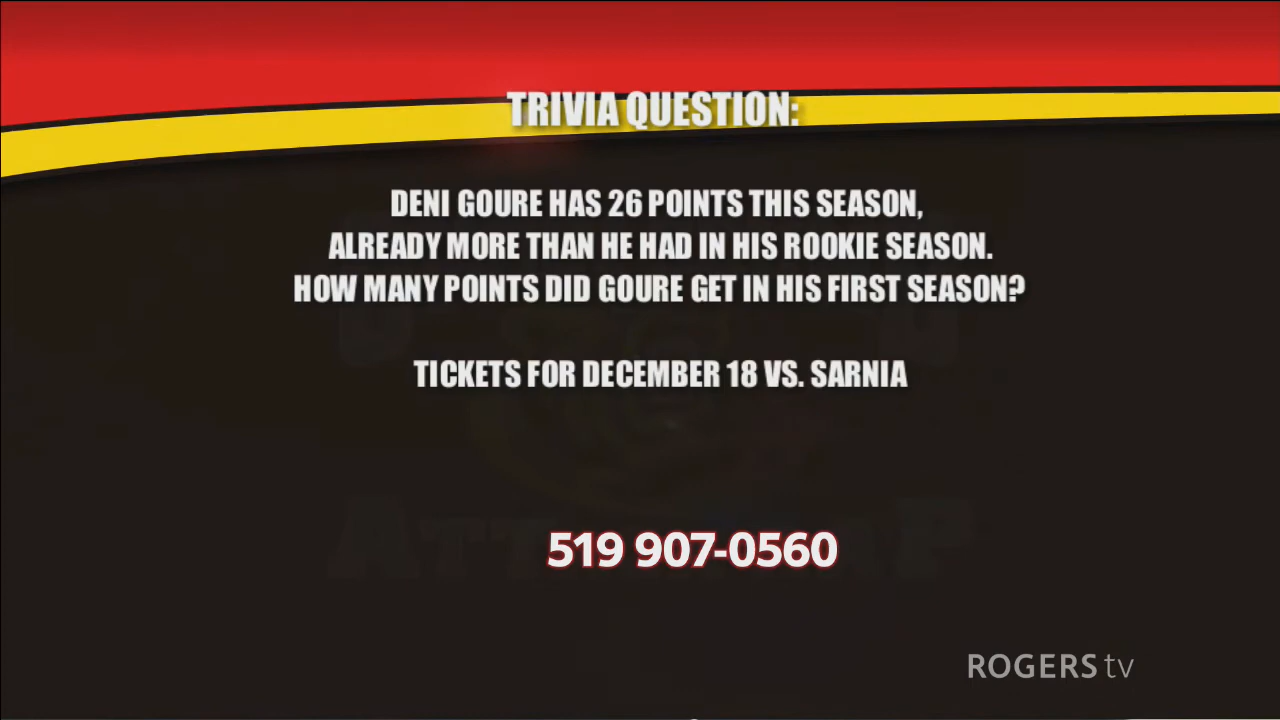 TRIVIA QUESTION:
DENI GOURE HAS 26 POINTS THIS SEASON,
ALREADY MORE THAN HE HAD IN HIS ROOKIE SEASON.
HOW MANY POINTS DID GOURE GET IN HIS FIRST SEASON?
TICKETS FOR DECEMBER 18 VS. SARNIA
519 907-0560
ROGERS tv